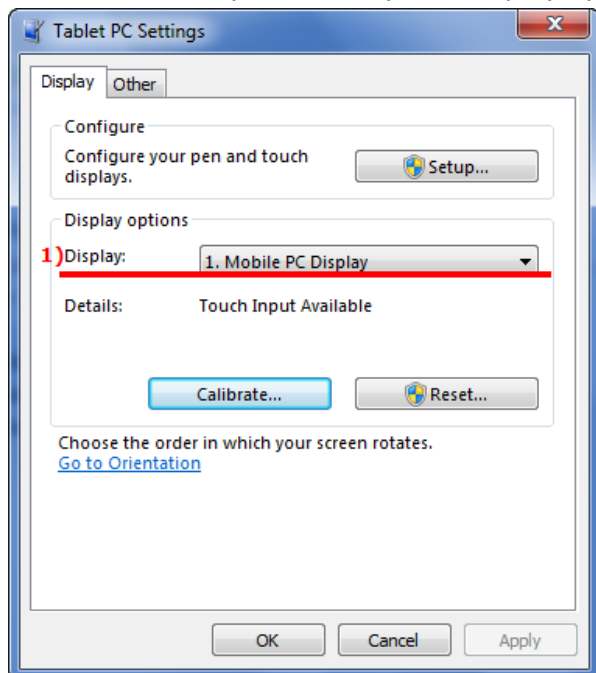 Tablet PC Settings
Display Other
Configure
Configure your pen and touch
displays.
Setup...
Display options
1) Display: 1. Mobile PC Display
Details: Touch Input Available
Calibrate... Reset...
Choose the order in which your screen rotates.
Go to Orientation
OK Cancel Apply